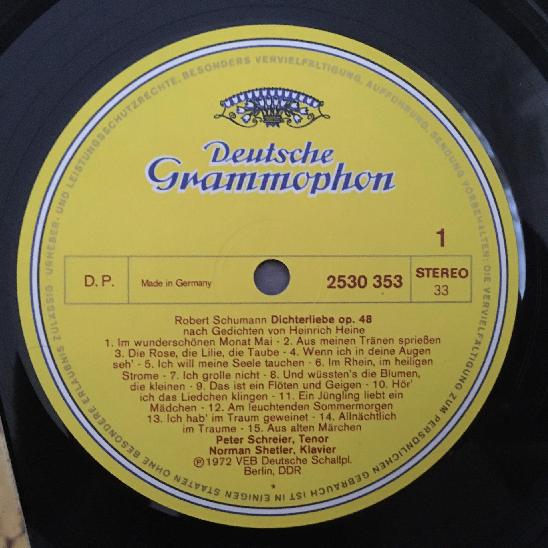 Deutsche
Grammophon
1
D. P.
Made in Germany
2530 353
STEREO
33
Robert Schumann Dichterliebe op. 48
nach Gedichten von Heinrich Heine
1. Im wunderschönen Monat Mai · 2. Aus meinen Tränen sprießen
3. Die Rose, die Lilie, die Taube · 4. Wenn ich in deine Augen
seh' · 5. Ich will meine Seele tauchen · 6. Im Rhein, im heiligen
Strome · 7. Ich grolle nicht · 8. Und wüssten's die Blumen,
die kleinen · 9. Das ist ein Flöten und Geigen · 10. Hör'
ich das Liedchen klingen · 11. Ein Jüngling liebt ein
Mädchen · 12. Am leuchtenden Sommermorgen
13. Ich hab' im Traum geweinet · 14. Allnächtlich
im Traume · 15. Aus alten Märchen
Peter Schreier, Tenor
Norman Shetler, Klavier
℗ 1972 VEB Deutsche Schallpl.
Berlin, DDR
URHEBER- UND LEISTUNGSSCHUTZRECHTE, BESONDERS VERVIELFÄLTIGUNG, AUFFÜHRUNG, SENDUNG VORBEHALTEN: DIE VERVIELFÄLTIGUNG ZUM PERSÖNLICHEN GEBRAUCH IST IN EINIGEN STAATEN OHNE BESONDERE ERLAUBNIS ZULÄSSIG